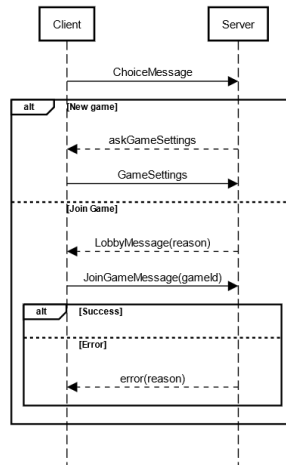 Client
Server
ChoiceMessage
alt
[New game]
askGameSettings
GameSettings
[Join Game]
LobbyMessage(reason)
JoinGameMessage(gameId)
alt
[Success]
[Error]
error(reason)